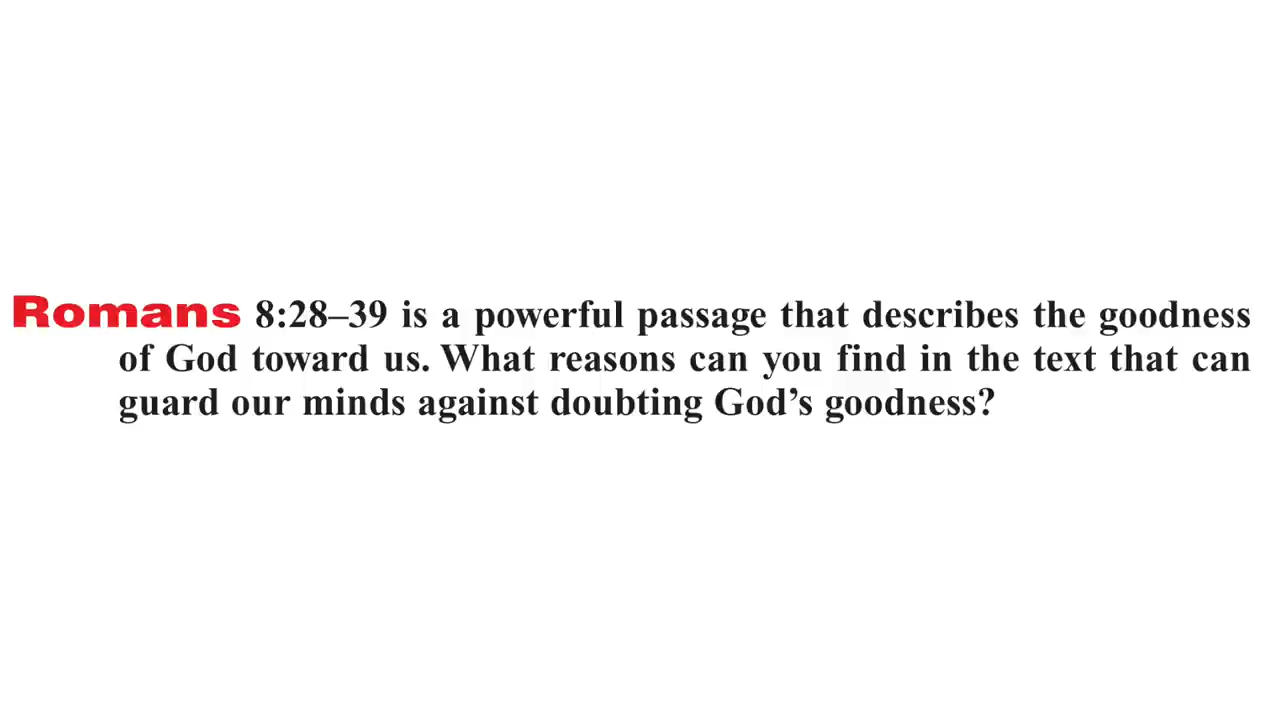 Romans 8:28–39 is a powerful passage that describes the goodness
of God toward us. What reasons can you find in the text that can
guard our minds against doubting God’s goodness?